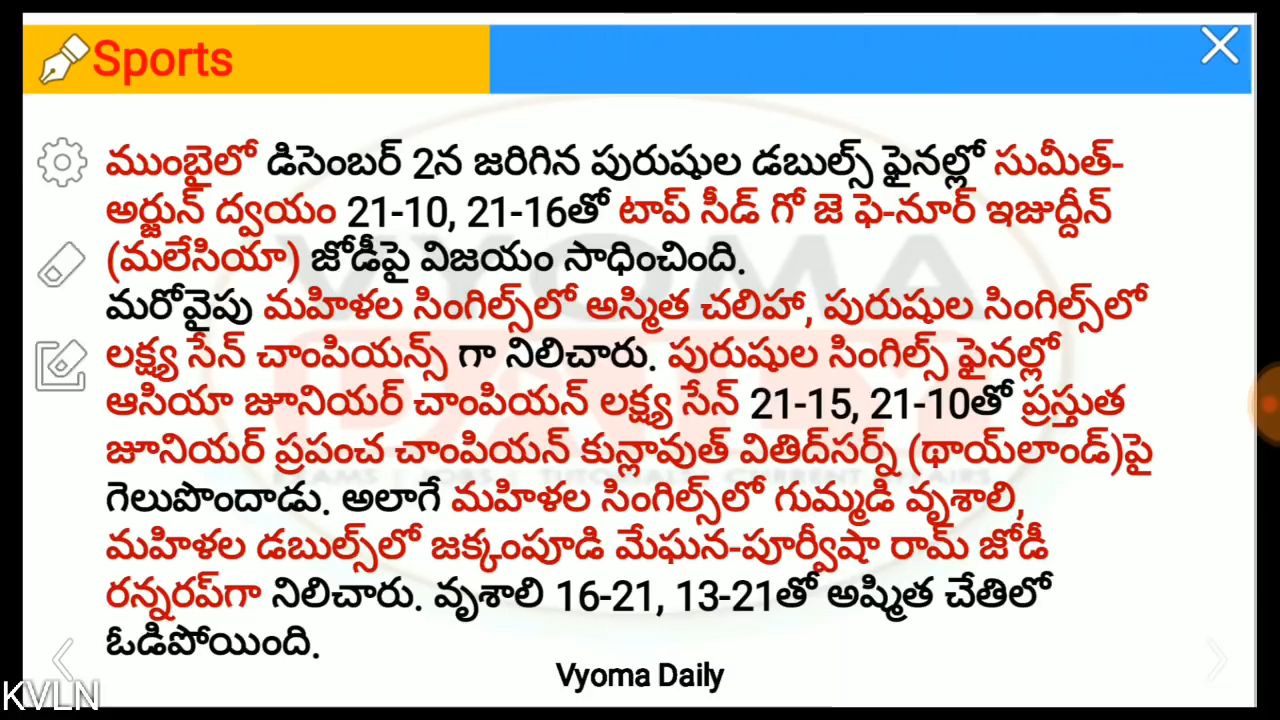 Sports
ముంబైలో డిసెంబర్ 2న జరిగిన పురుషుల డబుల్స్ ఫైనల్లో సుమీత్-
అర్జున్ ద్వయం 21-10, 21-16తో టాప్ సీడ్ గో జె ఫె-నూర్ ఇజుద్దీన్
(మలేసియా) జోడీపై విజయం సాధించింది.
మరోవైపు మహిళల సింగిల్స్‌లో అస్మిత చలిహా, పురుషుల సింగిల్స్‌లో
లక్ష్య సేన్ చాంపియన్స్ గా నిలిచారు. పురుషుల సింగిల్స్ ఫైనల్లో
ఆసియా జూనియర్ చాంపియన్ లక్ష్య సేన్ 21-15, 21-10తో ప్రస్తుత
జూనియర్ ప్రపంచ చాంపియన్ కున్లావుత్ వితిద్‌సర్న్ (థాయ్‌లాండ్)పై
గెలుపొందాడు. అలాగే మహిళల సింగిల్స్‌లో గుమ్మడి వృశాలి,
మహిళల డబుల్స్‌లో జక్కంపూడి మేఘన-పూర్వీషా రామ్ జోడీ
రన్నరప్‌గా నిలిచారు. వృశాలి 16-21, 13-21తో అష్మిత చేతిలో
ఓడిపోయింది.
Vyoma Daily
KVLN